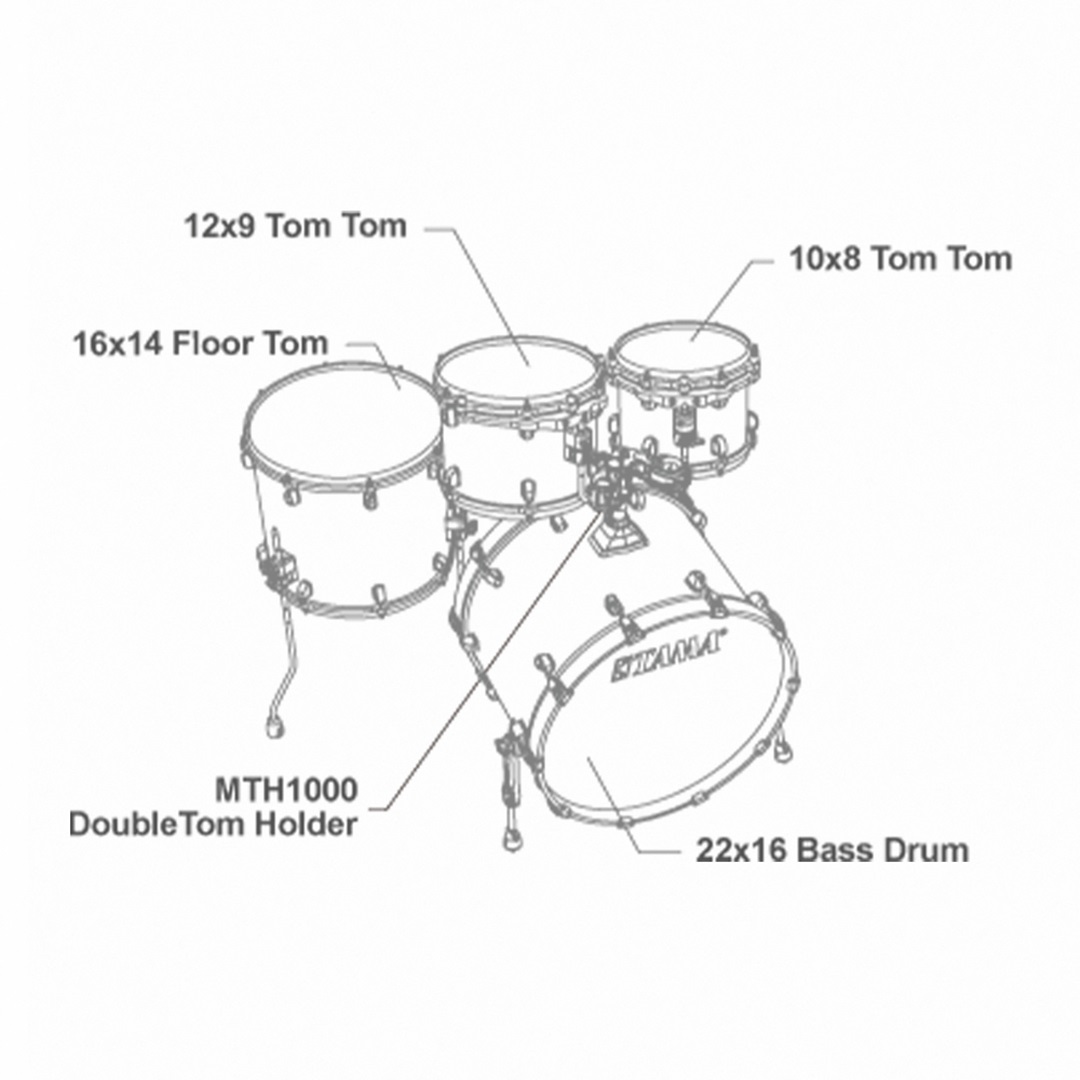 12x9 Tom Tom
10x8 Tom Tom
16x14 Floor Tom
TAMA
MTH1000
DoubleTom Holder
22x16 Bass Drum